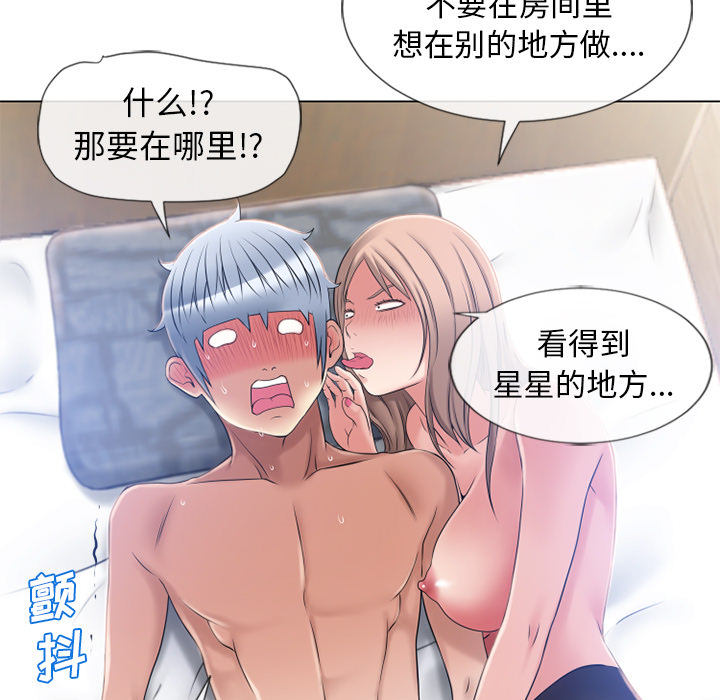 不要在房间里
想在别的地方做....
什么!?
那要在哪里!?
看得到
星星的地方...
颤
抖